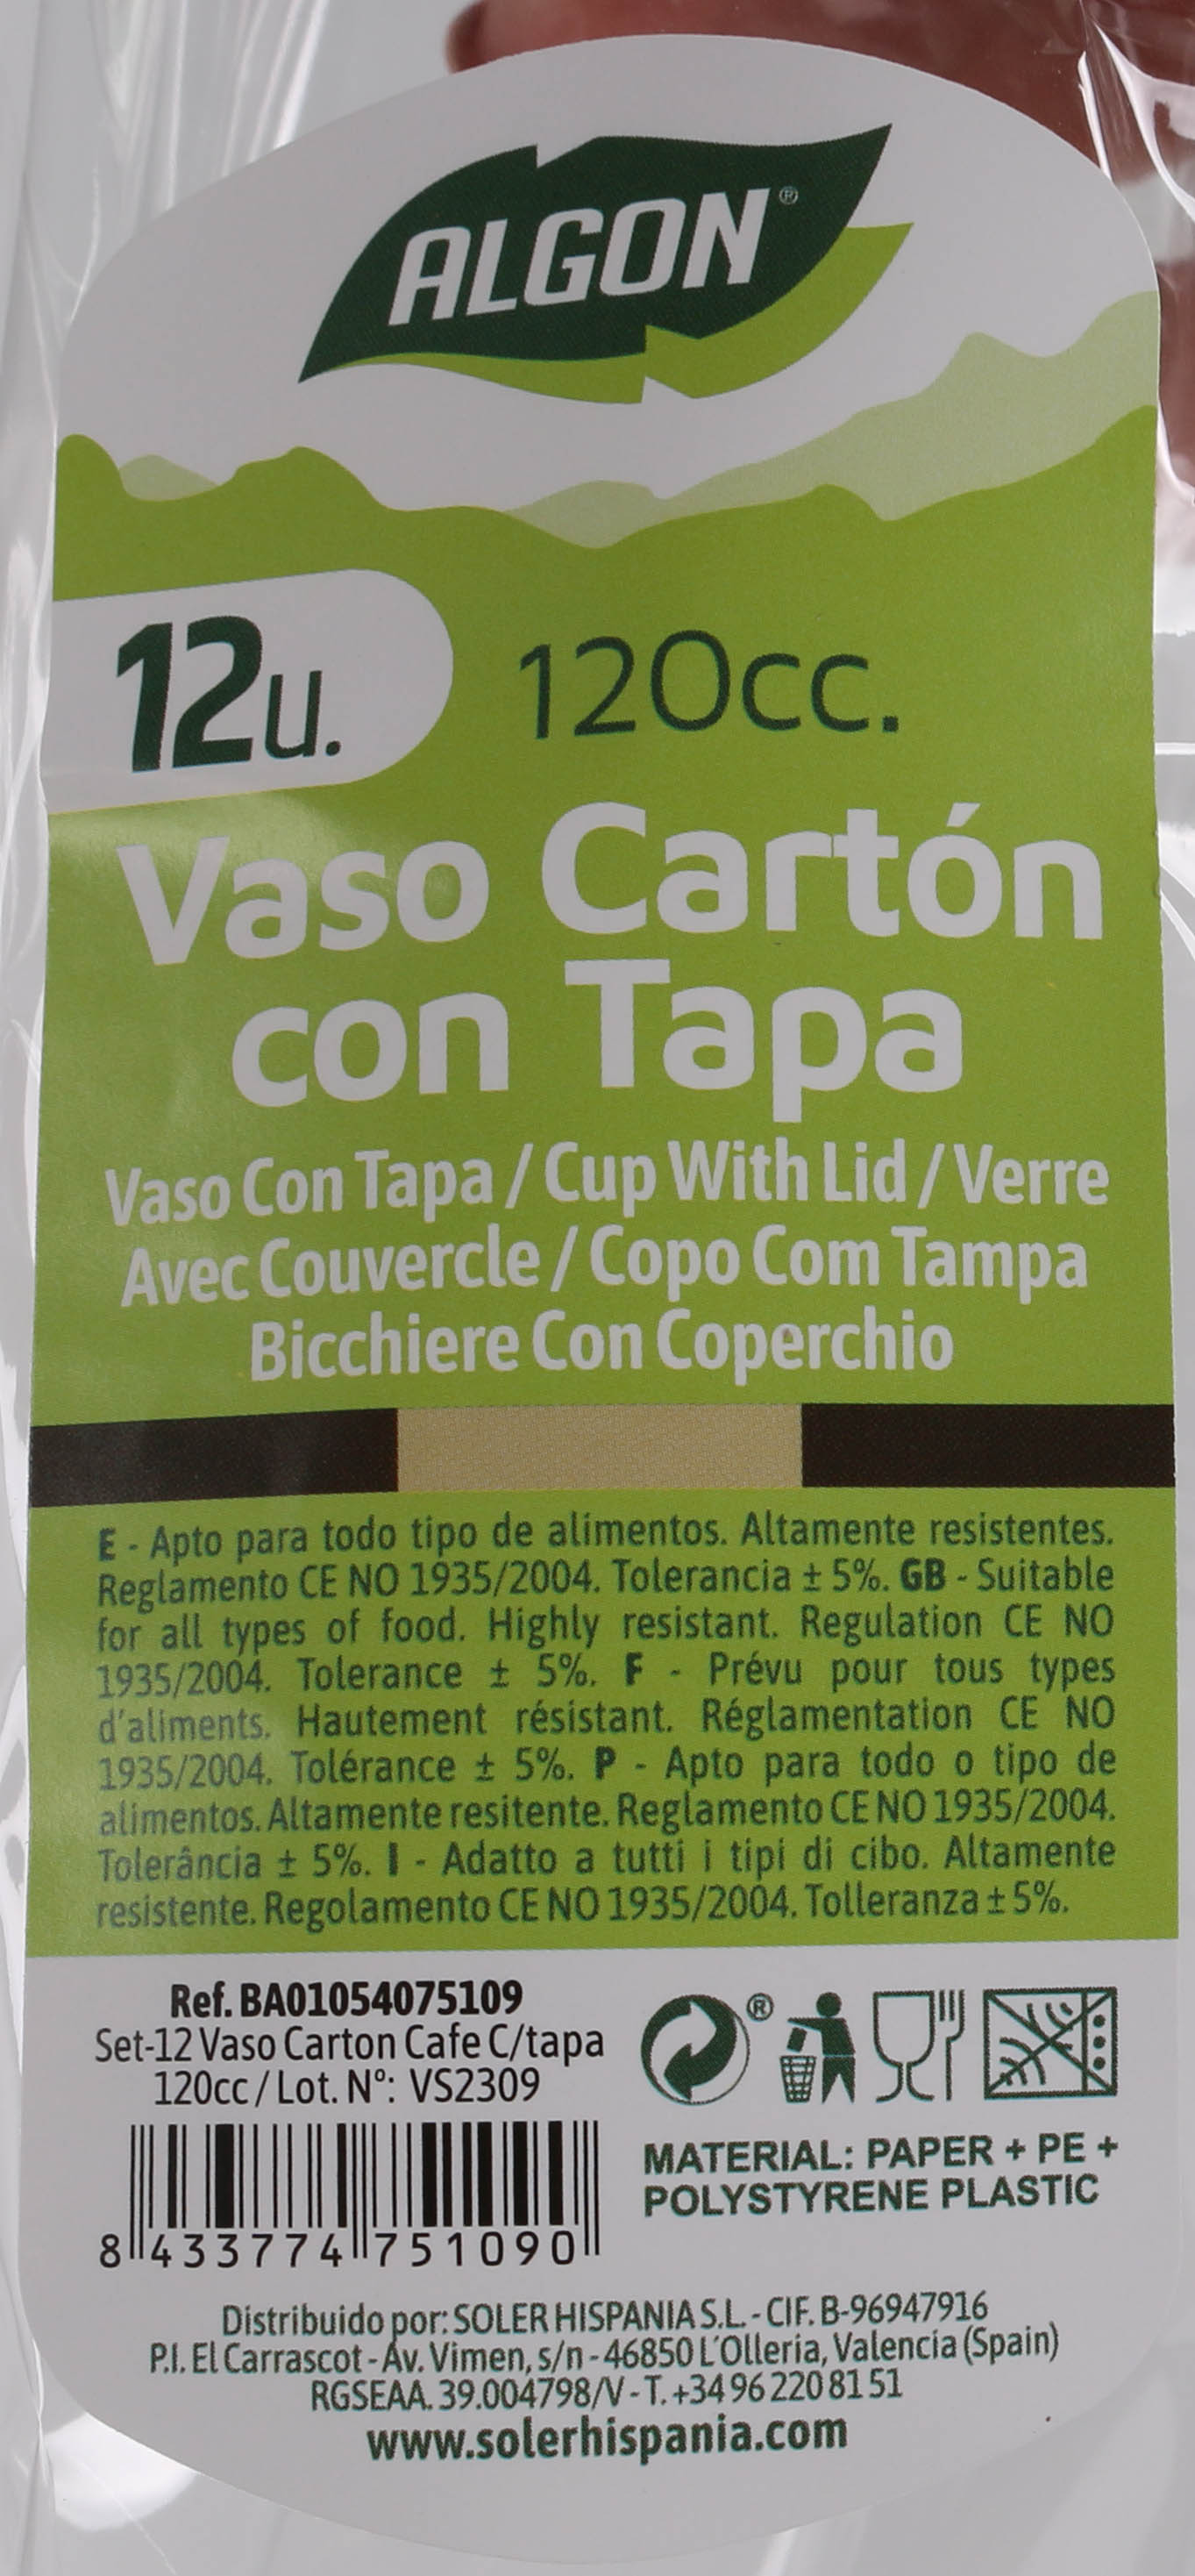 ALGON®
12u. 120cc.
Vaso Cartón
con Tapa
Vaso Con Tapa / Cup With Lid / Verre
Avec Couvercle / Copo Com Tampa
Bicchiere Con Coperchio
E - Apto para todo tipo de alimentos. Altamente resistentes.
Reglamento CE NO 1935/2004. Tolerancia ± 5%. GB - Suitable
for all types of food. Highly resistant. Regulation CE NO
1935/2004. Tolerance ± 5%. F - Prévu pour tous types
d'aliments. Hautement résistant. Réglamentation CE NO
1935/2004. Tolérance ± 5%. P - Apto para todo o tipo de
alimentos. Altamente resitente. Reglamento CE NO 1935/2004.
Tolerância ± 5%. I - Adatto a tutti i tipi di cibo. Altamente
resistente. Regolamento CE NO 1935/2004. Tolleranza ± 5%.
Ref. BA01054075109
Set-12 Vaso Carton Cafe C/tapa
120cc / Lot. Nº: VS2309
8 433774 751090
®
MATERIAL: PAPER + PE +
POLYSTYRENE PLASTIC
Distribuido por: SOLER HISPANIA S.L. - CIF. B-96947916
P.I. El Carrascot - Av. Vimen, s/n - 46850 L'Olleria, Valencia (Spain)
RGSEAA. 39.004798/V - T. +34 96 220 81 51
www.solerhispania.com